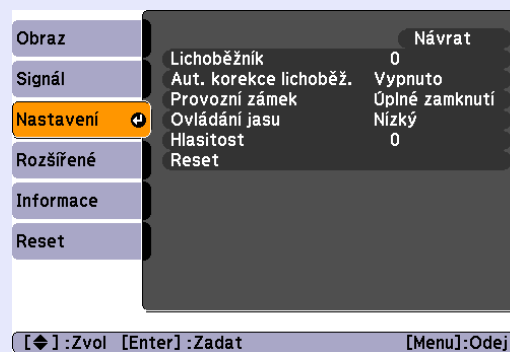 Obraz
Signál
Nastavení
Rozšířené
Informace
Reset
Návrat
Lichoběžník 0
Aut. korekce lichoběž. Vypnuto
Provozní zámek Úplné zamknutí
Ovládání jasu Nízký
Hlasitost 0
Reset
[◆] :Zvol [Enter] :Zadat [Menu]:Odej